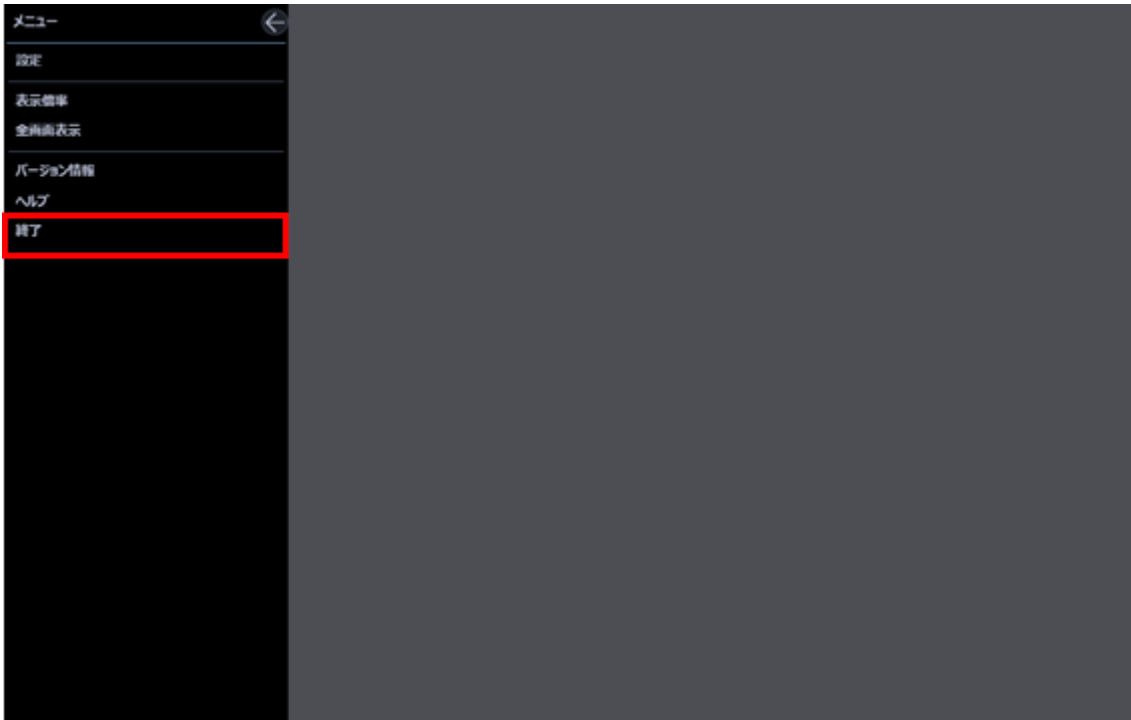 メニュー
設定
表示倍率
全画面表示
バージョン情報
ヘルプ
終了